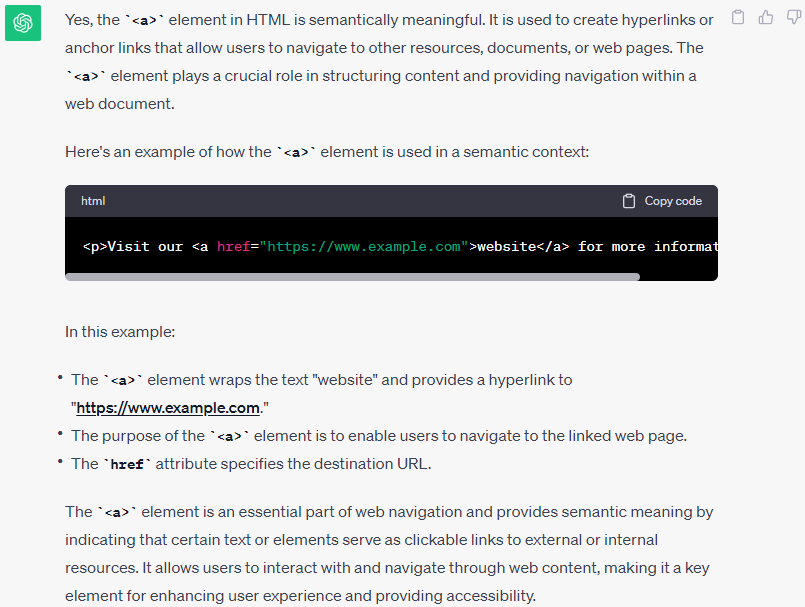 Yes, the `<a>` element in HTML is semantically meaningful. It is used to create hyperlinks or
anchor links that allow users to navigate to other resources, documents, or web pages. The
`<a>` element plays a crucial role in structuring content and providing navigation within a
web document.
Here's an example of how the `<a>` element is used in a semantic context:
html Copy code
<p>Visit our <a href="https://www.example.com">website</a> for more informat
In this example:
• The `<a>` element wraps the text "website" and provides a hyperlink to
"https://www.example.com."
• The purpose of the `<a>` element is to enable users to navigate to the linked web page.
• The `href` attribute specifies the destination URL.
The `<a>` element is an essential part of web navigation and provides semantic meaning by
indicating that certain text or elements serve as clickable links to external or internal
resources. It allows users to interact with and navigate through web content, making it a key
element for enhancing user experience and providing accessibility.